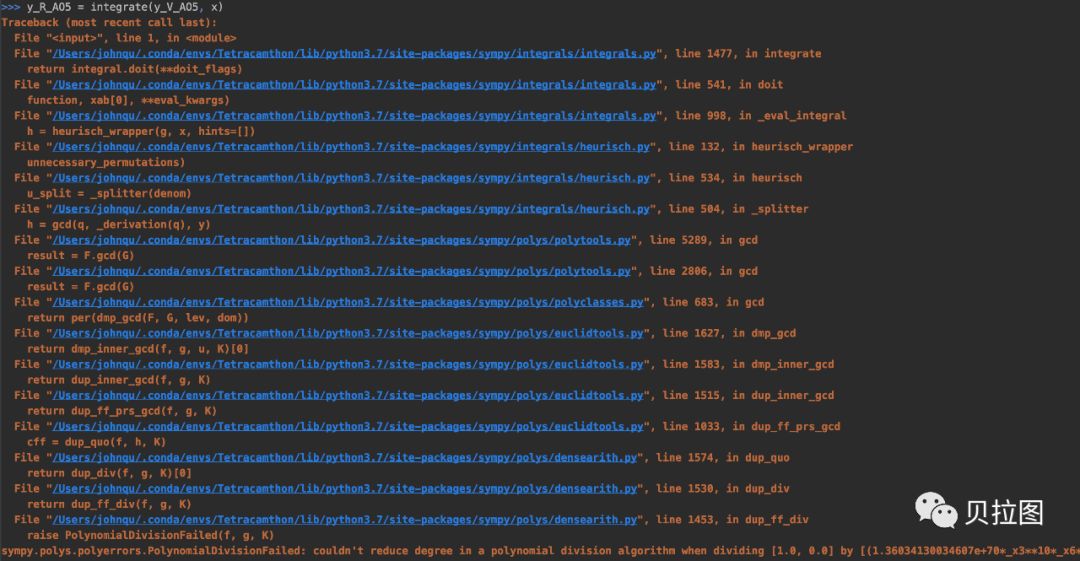 >>> y_R_AO5 = integrate(y_V_AO5, x)
Traceback (most recent call last):
File "<input>", line 1, in <module>
File "/Users/johnqu/.conda/envs/Tetracamthon/lib/python3.7/site-packages/sympy/integrals/integrals.py", line 1477, in integrate
return integral.doit(**doit_flags)
File "/Users/johnqu/.conda/envs/Tetracamthon/lib/python3.7/site-packages/sympy/integrals/integrals.py", line 541, in doit
function, xab[0], **eval_kwargs)
File "/Users/johnqu/.conda/envs/Tetracamthon/lib/python3.7/site-packages/sympy/integrals/integrals.py", line 998, in _eval_integral
h = heurisch_wrapper(g, x, hints=[])
File "/Users/johnqu/.conda/envs/Tetracamthon/lib/python3.7/site-packages/sympy/integrals/heurisch.py", line 132, in heurisch_wrapper
unnecessary_permutations)
File "/Users/johnqu/.conda/envs/Tetracamthon/lib/python3.7/site-packages/sympy/integrals/heurisch.py", line 534, in heurisch
u_split = _splitter(denom)
File "/Users/johnqu/.conda/envs/Tetracamthon/lib/python3.7/site-packages/sympy/integrals/heurisch.py", line 504, in _splitter
h = gcd(q, _derivation(q), y)
File "/Users/johnqu/.conda/envs/Tetracamthon/lib/python3.7/site-packages/sympy/polys/polytools.py", line 5289, in gcd
result = F.gcd(G)
File "/Users/johnqu/.conda/envs/Tetracamthon/lib/python3.7/site-packages/sympy/polys/polytools.py", line 2806, in gcd
result = F.gcd(G)
File "/Users/johnqu/.conda/envs/Tetracamthon/lib/python3.7/site-packages/sympy/polys/polyclasses.py", line 683, in gcd
return per(dmp_gcd(F, G, lev, dom))
File "/Users/johnqu/.conda/envs/Tetracamthon/lib/python3.7/site-packages/sympy/polys/euclidtools.py", line 1627, in dmp_gcd
return dmp_inner_gcd(f, g, u, K)[0]
File "/Users/johnqu/.conda/envs/Tetracamthon/lib/python3.7/site-packages/sympy/polys/euclidtools.py", line 1583, in dmp_inner_gcd
return dup_inner_gcd(f, g, K)
File "/Users/johnqu/.conda/envs/Tetracamthon/lib/python3.7/site-packages/sympy/polys/euclidtools.py", line 1515, in dup_inner_gcd
return dup_ff_prs_gcd(f, g, K)
File "/Users/johnqu/.conda/envs/Tetracamthon/lib/python3.7/site-packages/sympy/polys/euclidtools.py", line 1033, in dup_ff_prs_gcd
cff = dup_quo(f, h, K)
File "/Users/johnqu/.conda/envs/Tetracamthon/lib/python3.7/site-packages/sympy/polys/densearith.py", line 1574, in dup_quo
return dup_div(f, g, K)[0]
File "/Users/johnqu/.conda/envs/Tetracamthon/lib/python3.7/site-packages/sympy/polys/densearith.py", line 1530, in dup_div
return dup_ff_div(f, g, K)
File "/Users/johnqu/.conda/envs/Tetracamthon/lib/python3.7/site-packages/sympy/polys/densearith.py", line 1453, in dup_ff_div
raise PolynomialDivisionFailed(f, g, K)
sympy.polys.polyerrors.PolynomialDivisionFailed: couldn't reduce degree in a polynomial division algorithm when dividing [1.0, 0.0] by [(1.36034130034607e+70*_x3**10*_x6*
贝拉图